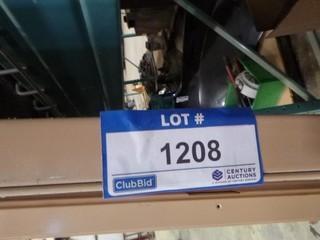 LOT #
1208
ClubBid
CENTURY
AUCTIONS